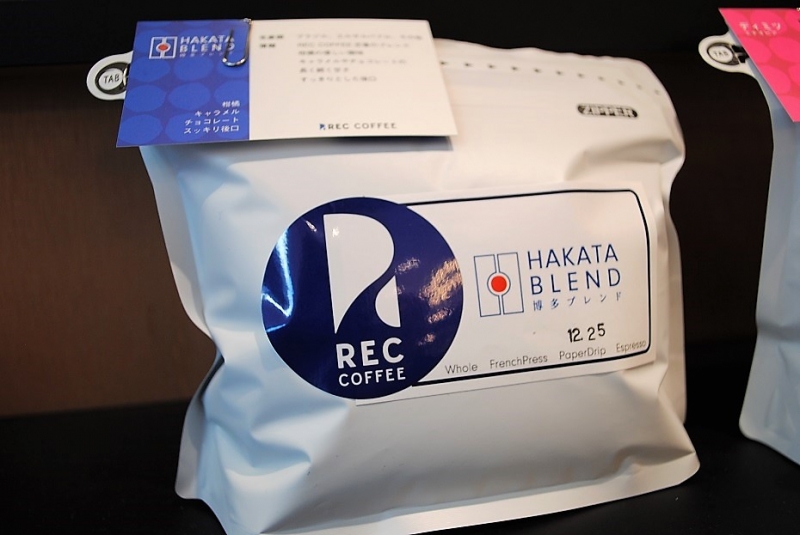 HAKATA
BLEND
博多ブレンド
柑橘
キャラメル
チョコレート
スッキリ後口
REC COFFEE
TAB
ZIPPER
REC
COFFEE
HAKATA
BLEND
博多ブレンド
12.25
Whole FrenchPress PaperDrip Espresso